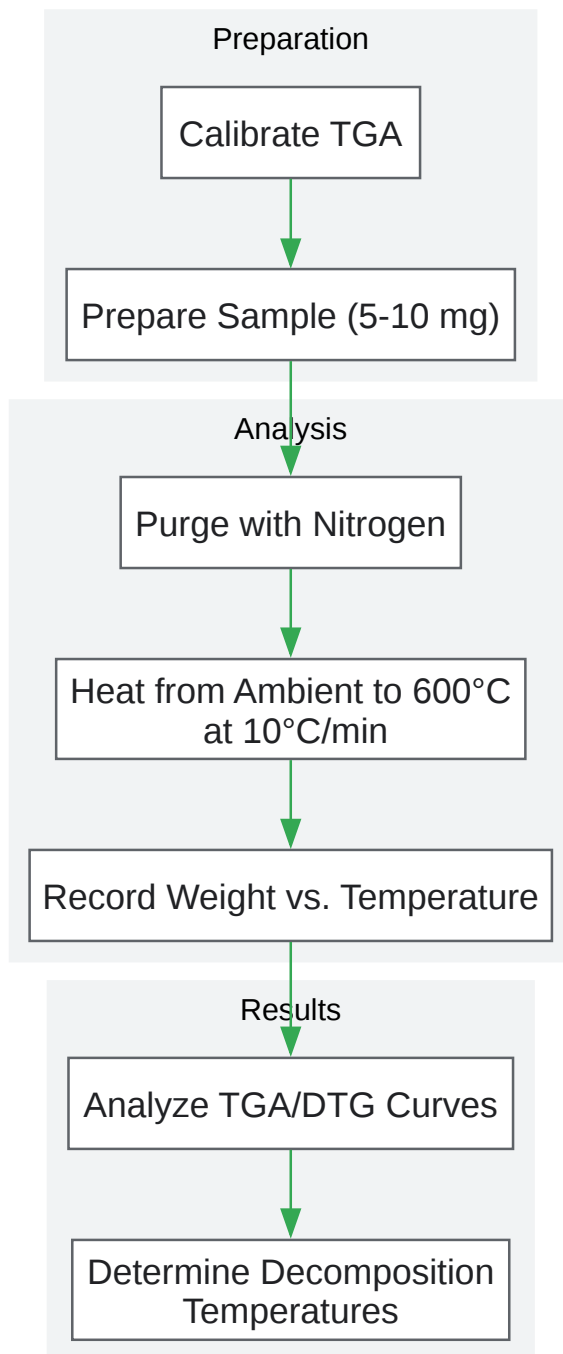 Preparation
Calibrate TGA
Prepare Sample (5-10 mg)
Analysis
Purge with Nitrogen
Heat from Ambient to 600°C
at 10°C/min
Record Weight vs. Temperature
Results
Analyze TGA/DTG Curves
Determine Decomposition
Temperatures